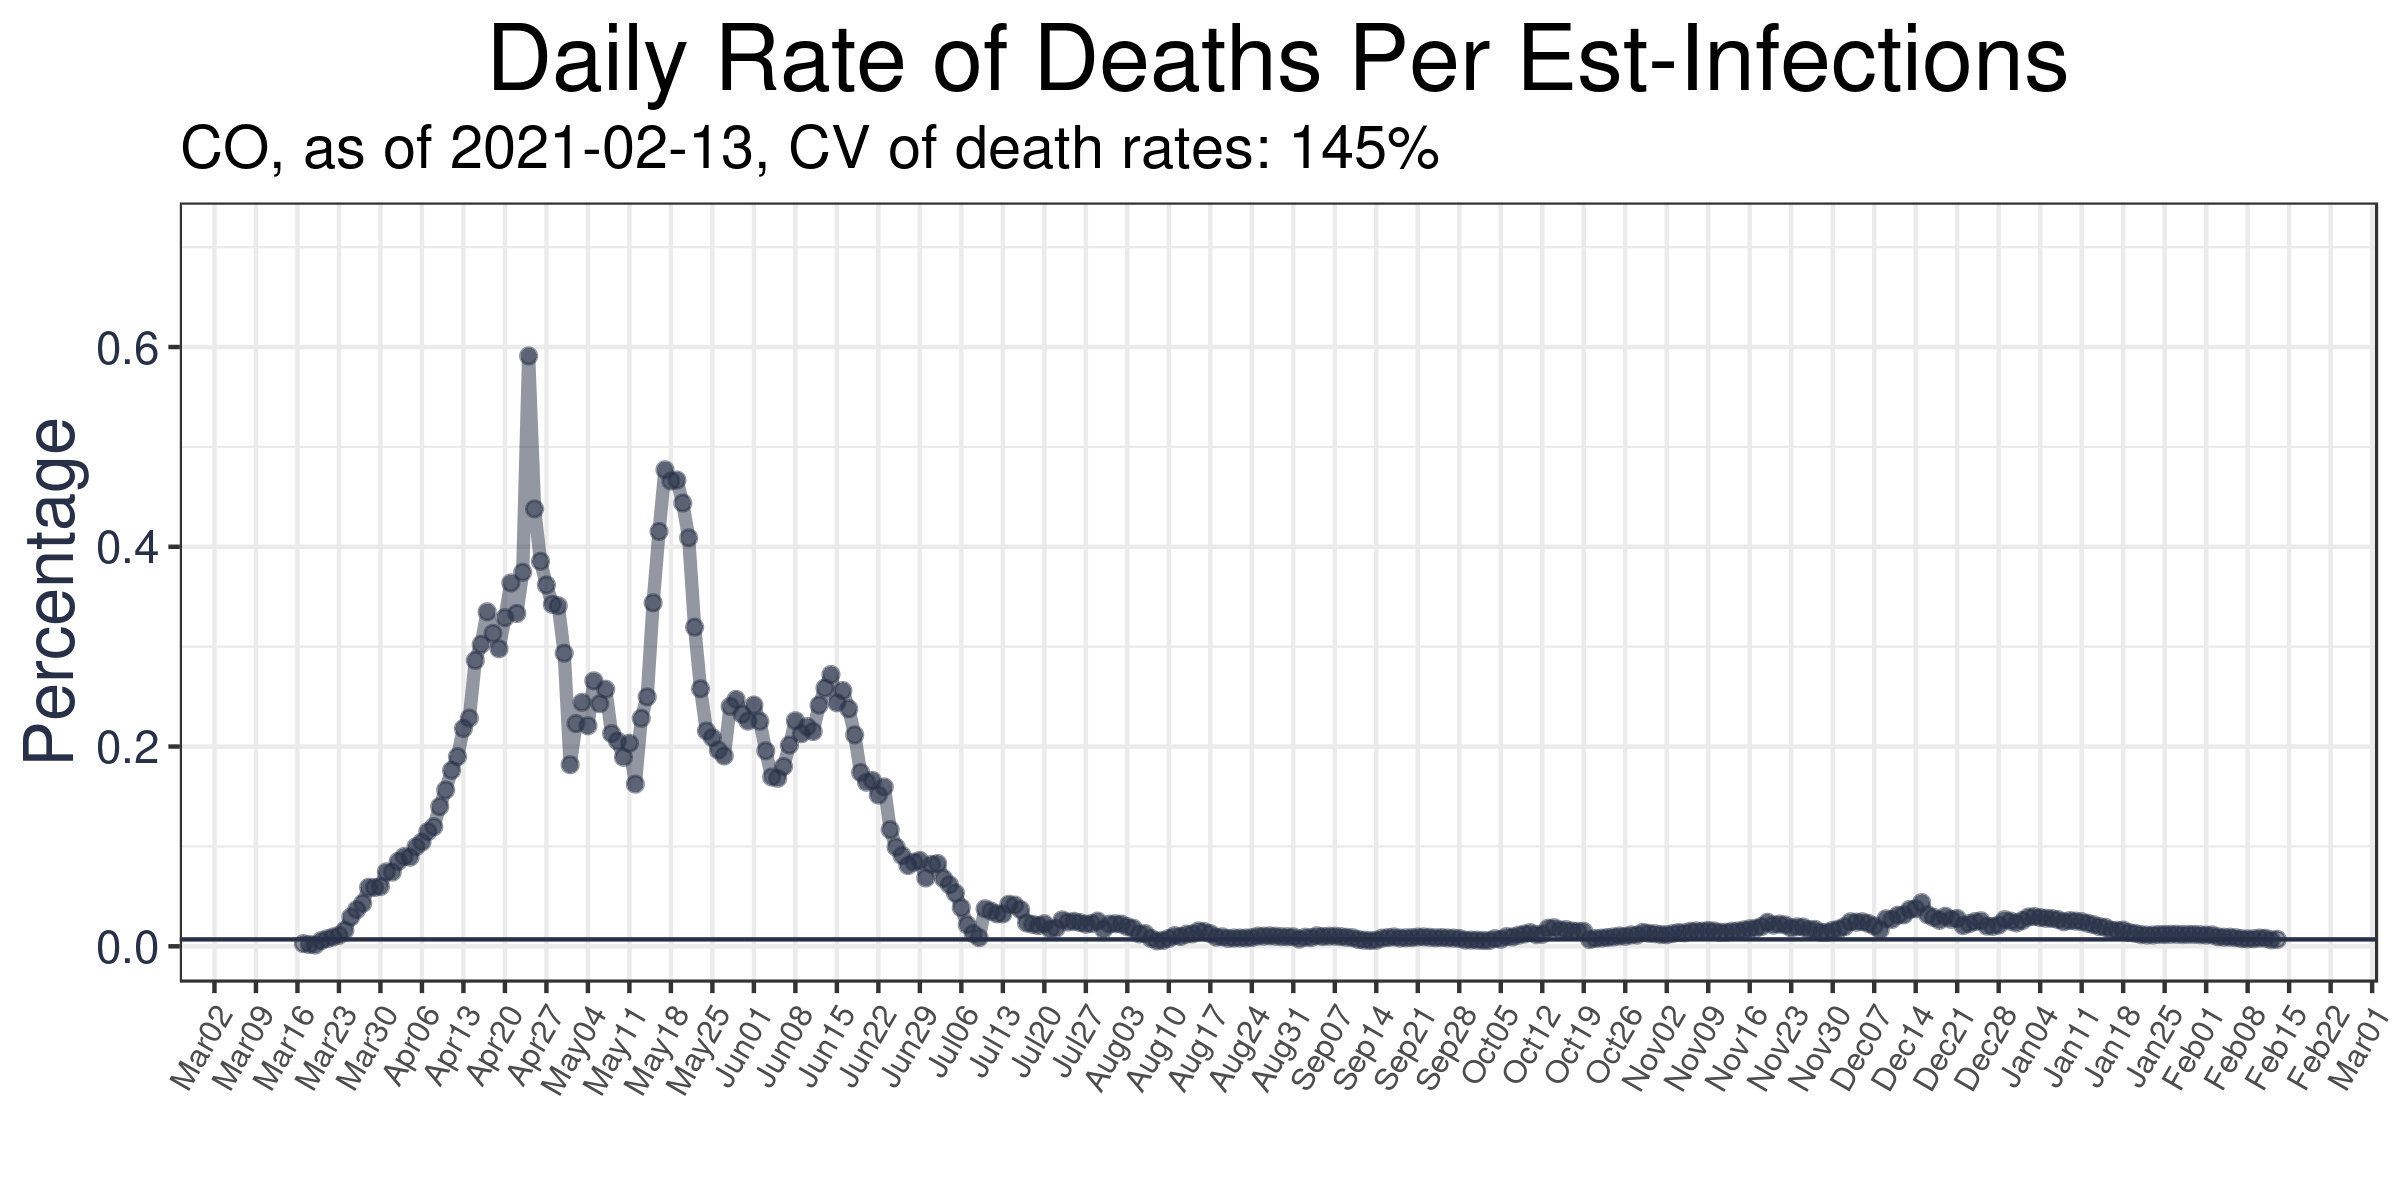 Daily Rate of Deaths Per Est-Infections
CO, as of 2021-02-13, CV of death rates: 145%
Percentage
0.6
0.4
0.2
0.0
Mar02 Mar09 Mar16 Mar23 Mar30 Apr06 Apr13 Apr20 Apr27 May04 May11 May18 May25 Jun01 Jun08 Jun15 Jun22 Jun29 Jul06 Jul13 Jul20 Jul27 Aug03 Aug10 Aug17 Aug24 Aug31 Sep07 Sep14 Sep21 Sep28 Oct05 Oct12 Oct19 Oct26 Nov02 Nov09 Nov16 Nov23 Nov30 Dec07 Dec14 Dec21 Dec28 Jan04 Jan11 Jan18 Jan25 Feb01 Feb08 Feb15 Feb22 Mar01